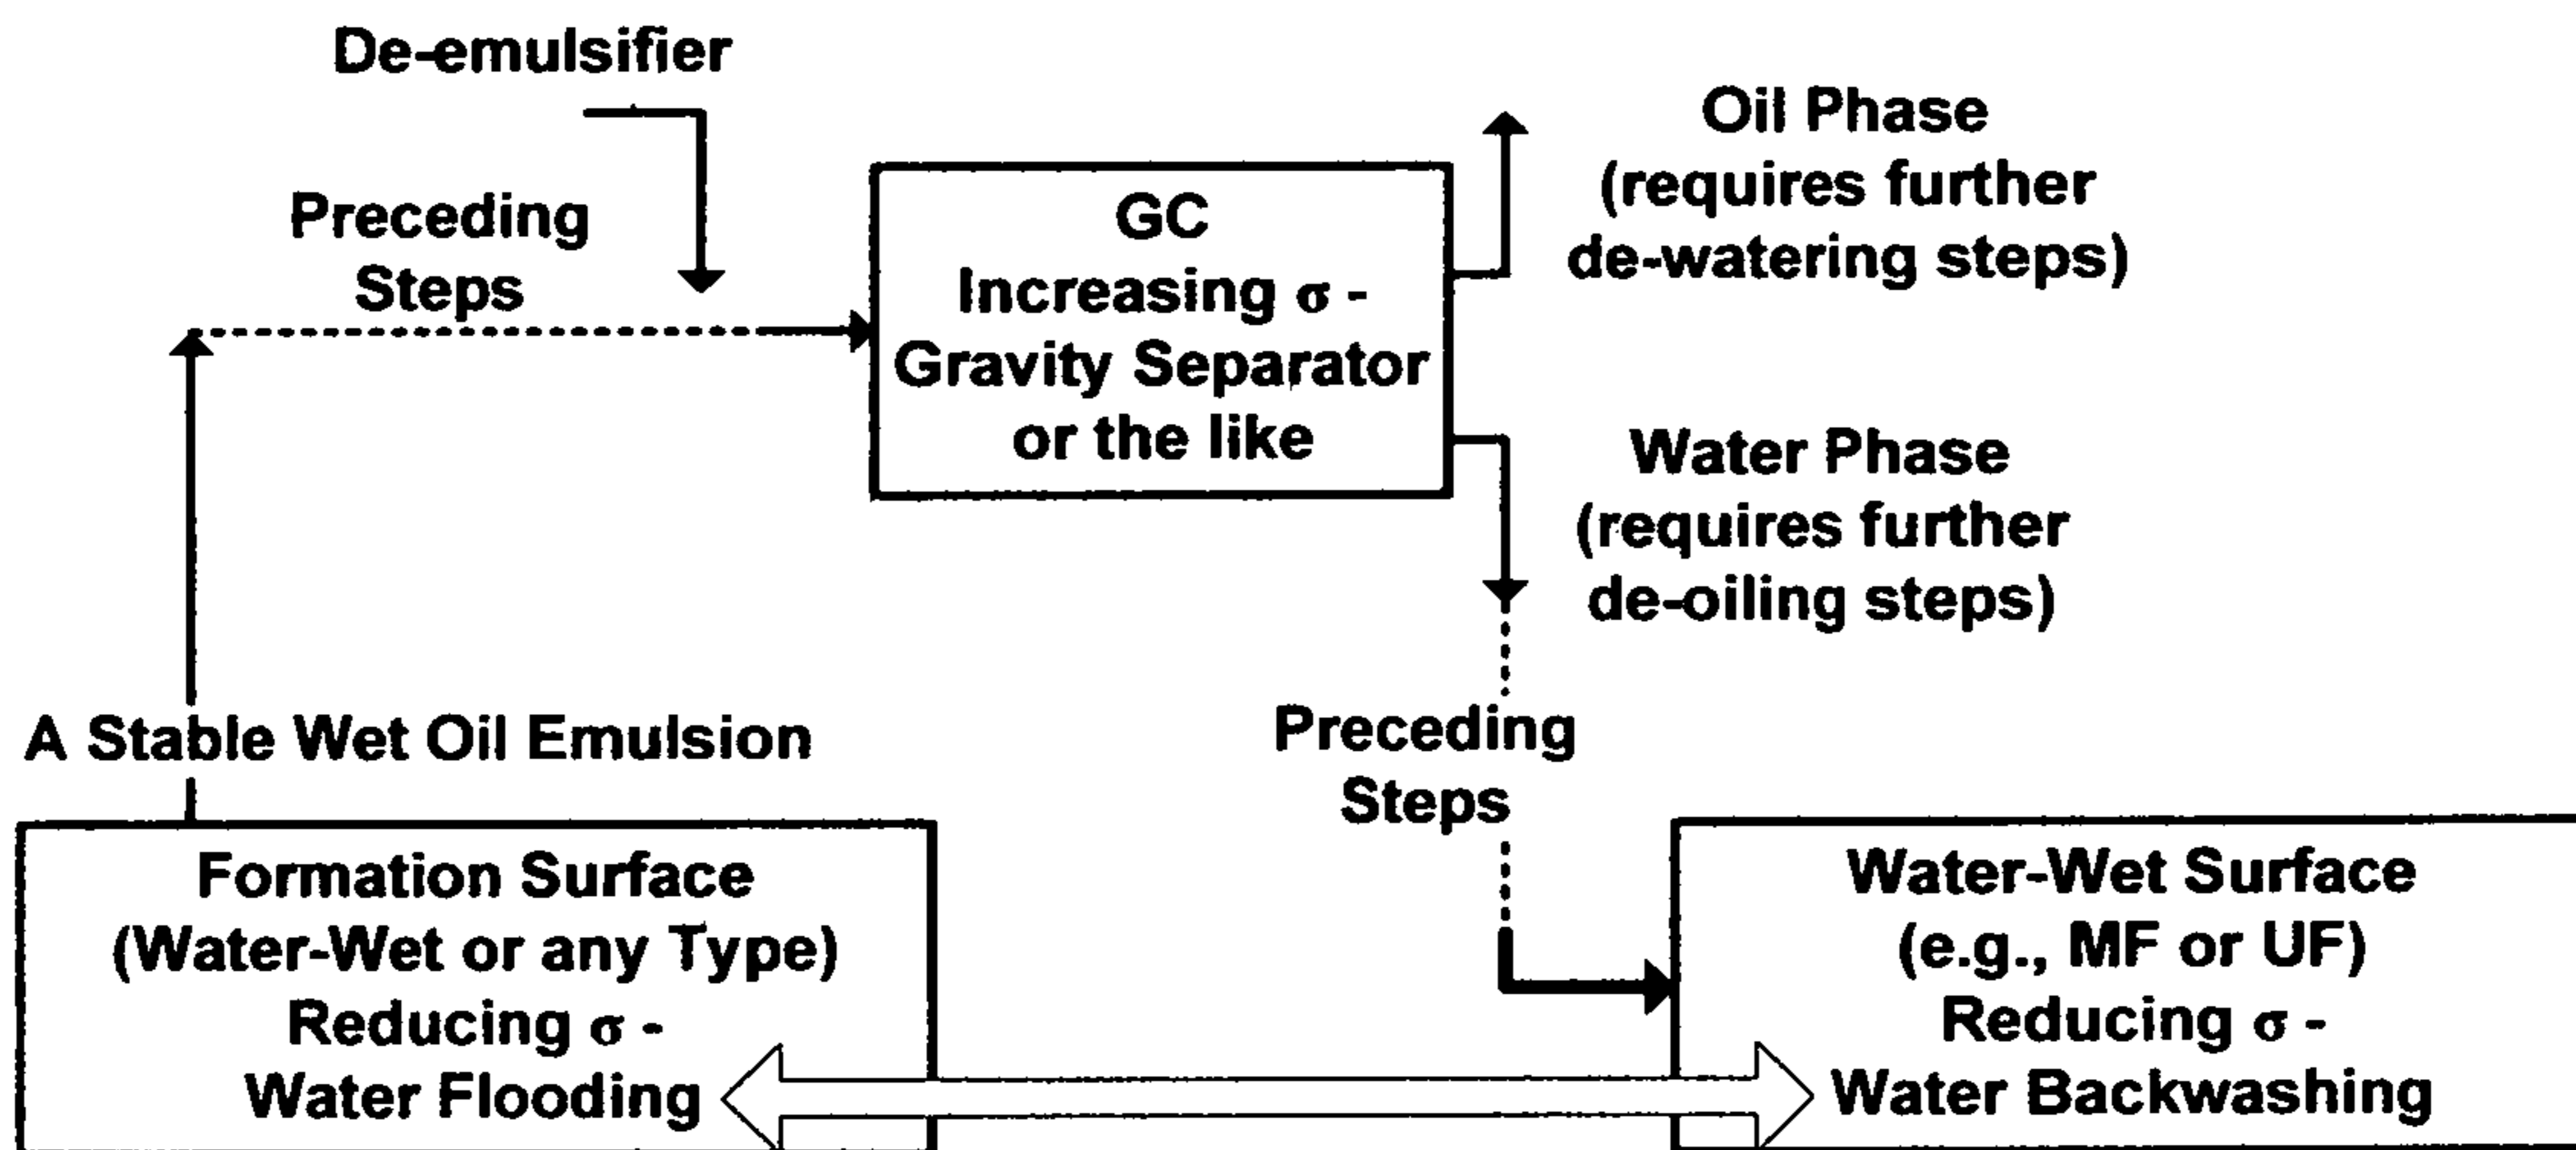 De-emulsifier
Preceding
Steps
GC
Increasing σ -
Gravity Separator
or the like
Oil Phase
(requires further
de-watering steps)
Water Phase
(requires further
de-oiling steps)
A Stable Wet Oil Emulsion
Preceding
Steps
Formation Surface
(Water-Wet or any Type)
Reducing σ -
Water Flooding
Water-Wet Surface
(e.g., MF or UF)
Reducing σ -
Water Backwashing